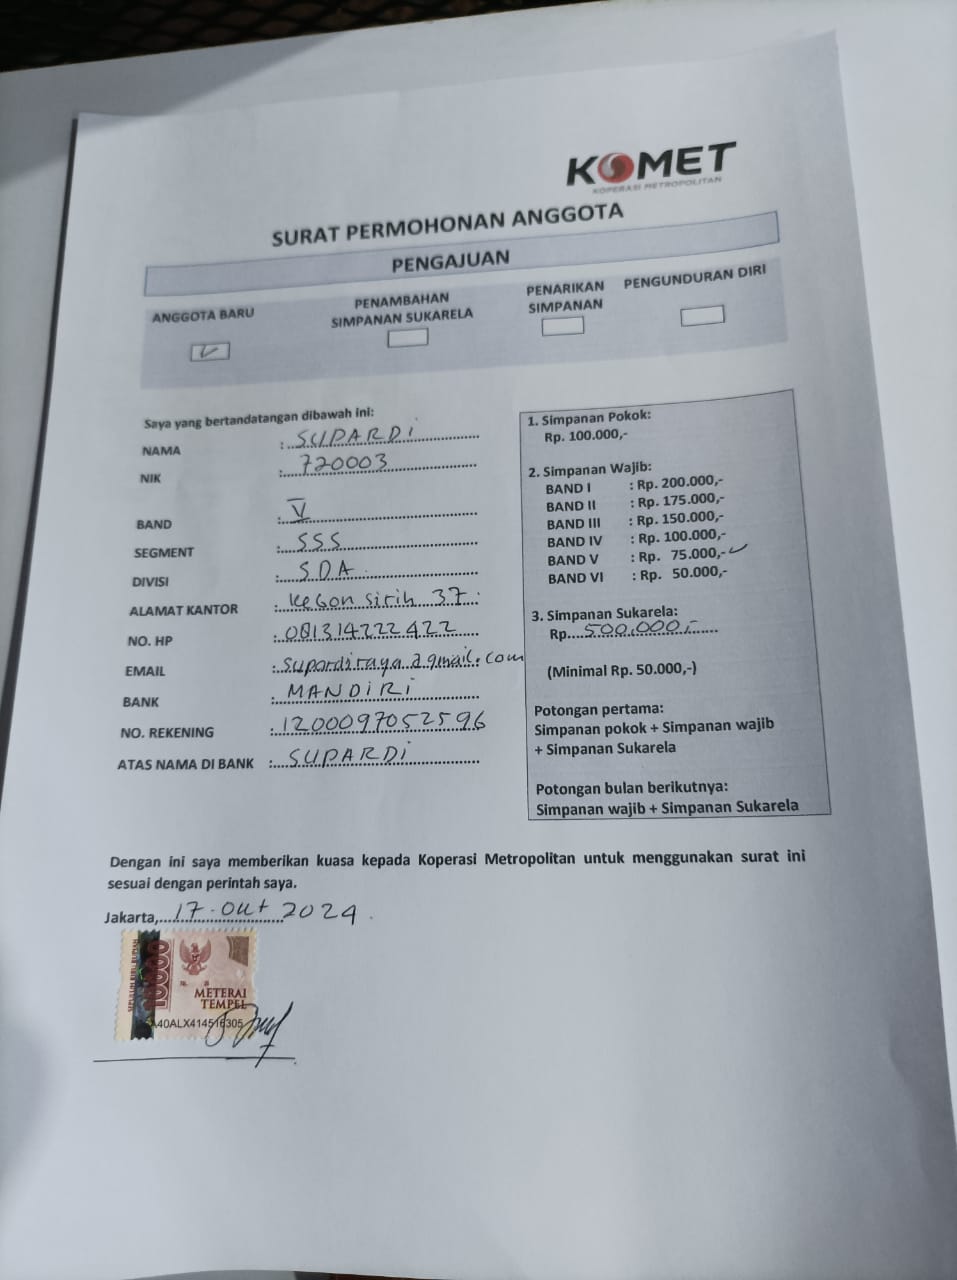 KOMET
KOPERASI METROPOLITAN
SURAT PERMOHONAN ANGGOTA
PENGAJUAN
ANGGOTA BARU
PENAMBAHAN
SIMPANAN SUKARELA
PENARIKAN
SIMPANAN
PENGUNDURAN DIRI
Saya yang bertandatangan dibawah ini:
NAMA : SUPARDI
NIK : 720003
BAND : V
SEGMENT : SSS
DIVISI : SDA
ALAMAT KANTOR : Kebon Sirih 37
NO. HP : 081314222422
EMAIL : supardiraya@gmail.com
BANK : MANDIRI
NO. REKENING : 1200097052596
ATAS NAMA DI BANK : SUPARDI
1. Simpanan Pokok:
Rp. 100.000,-
2. Simpanan Wajib:
BAND I : Rp. 200.000,-
BAND II : Rp. 175.000,-
BAND III : Rp. 150.000,-
BAND IV : Rp. 100.000,-
BAND V : Rp. 75.000,-
BAND VI : Rp. 50.000,-
3. Simpanan Sukarela:
Rp. 500.000,-
(Minimal Rp. 50.000,-)
Potongan pertama:
Simpanan pokok + Simpanan wajib
+ Simpanan Sukarela
Potongan bulan berikutnya:
Simpanan wajib + Simpanan Sukarela
Dengan ini saya memberikan kuasa kepada Koperasi Metropolitan untuk menggunakan surat ini
sesuai dengan perintah saya.
Jakarta, 17. Okt 2024.
10000
METERAI
TEMPEL